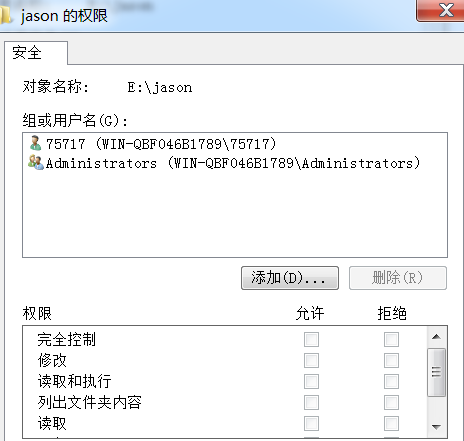 jason 的权限
安全
对象名称: E:\jason
组或用户名(G):
75717 (WIN-QBF046B1789\75717)
Administrators (WIN-QBF046B1789\Administrators)
添加(D)... 删除(R)
权限 允许 拒绝
完全控制
修改
读取和执行
列出文件夹内容
读取